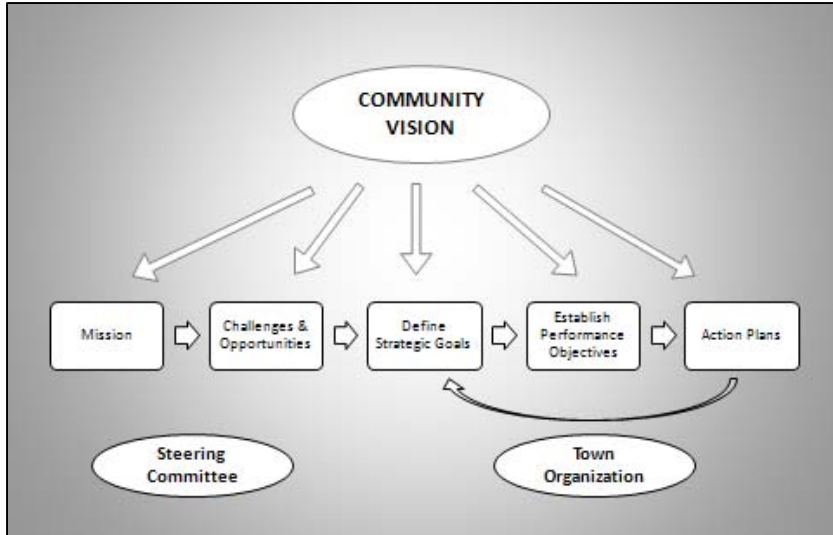 COMMUNITY
VISION
Mission
Challenges &
Opportunities
Define
Strategic Goals
Establish
Performance
Objectives
Action Plans
Steering
Committee
Town
Organization